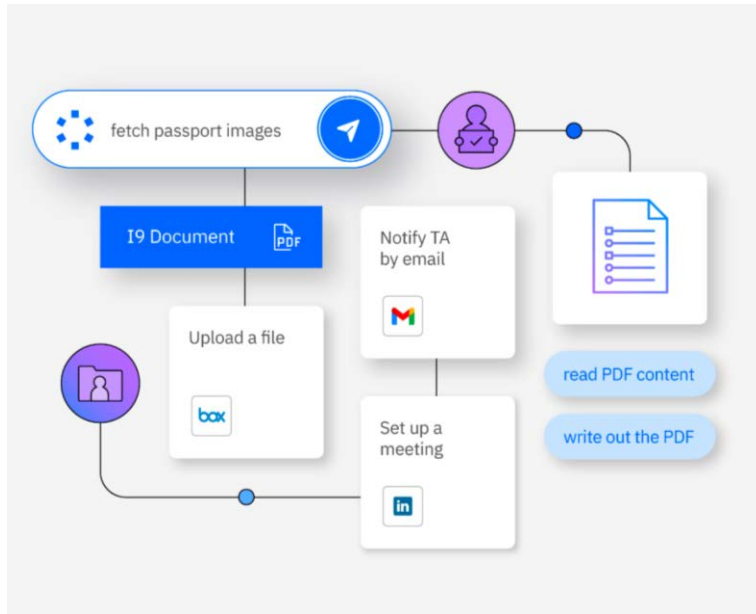 fetch passport images
I9 Document
PDF
Notify TA
by email
Upload a file
box
Set up a
meeting
in
read PDF content
write out the PDF